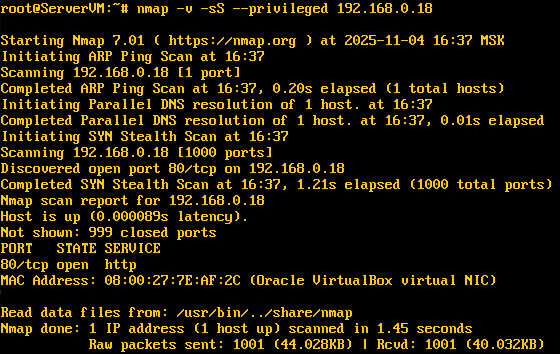 root@ServerVM:~# nmap -v -sS --privileged 192.168.0.18
Starting Nmap 7.01 ( https://nmap.org ) at 2025-11-04 16:37 MSK
Initiating ARP Ping Scan at 16:37
Scanning 192.168.0.18 [1 port]
Completed ARP Ping Scan at 16:37, 0.20s elapsed (1 total hosts)
Initiating Parallel DNS resolution of 1 host. at 16:37
Completed Parallel DNS resolution of 1 host. at 16:37, 0.01s elapsed
Initiating SYN Stealth Scan at 16:37
Scanning 192.168.0.18 [1000 ports]
Discovered open port 80/tcp on 192.168.0.18
Completed SYN Stealth Scan at 16:37, 1.21s elapsed (1000 total ports)
Nmap scan report for 192.168.0.18
Host is up (0.000089s latency).
Not shown: 999 closed ports
PORT   STATE SERVICE
80/tcp open  http
MAC Address: 08:00:27:7E:AF:2C (Oracle VirtualBox virtual NIC)
Read data files from: /usr/bin/../share/nmap
Nmap done: 1 IP address (1 host up) scanned in 1.45 seconds
           Raw packets sent: 1001 (44.028KB) | Rcvd: 1001 (40.032KB)